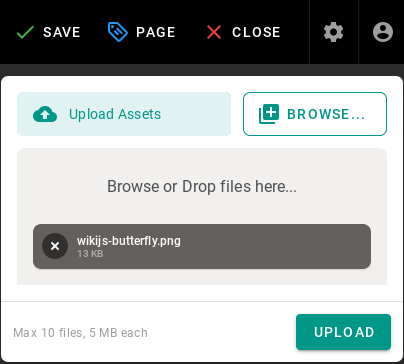 SAVE PAGE CLOSE
Upload Assets BROWSE...
Browse or Drop files here...
wikijs-butterfly.png
13 KB
Max 10 files, 5 MB each UPLOAD